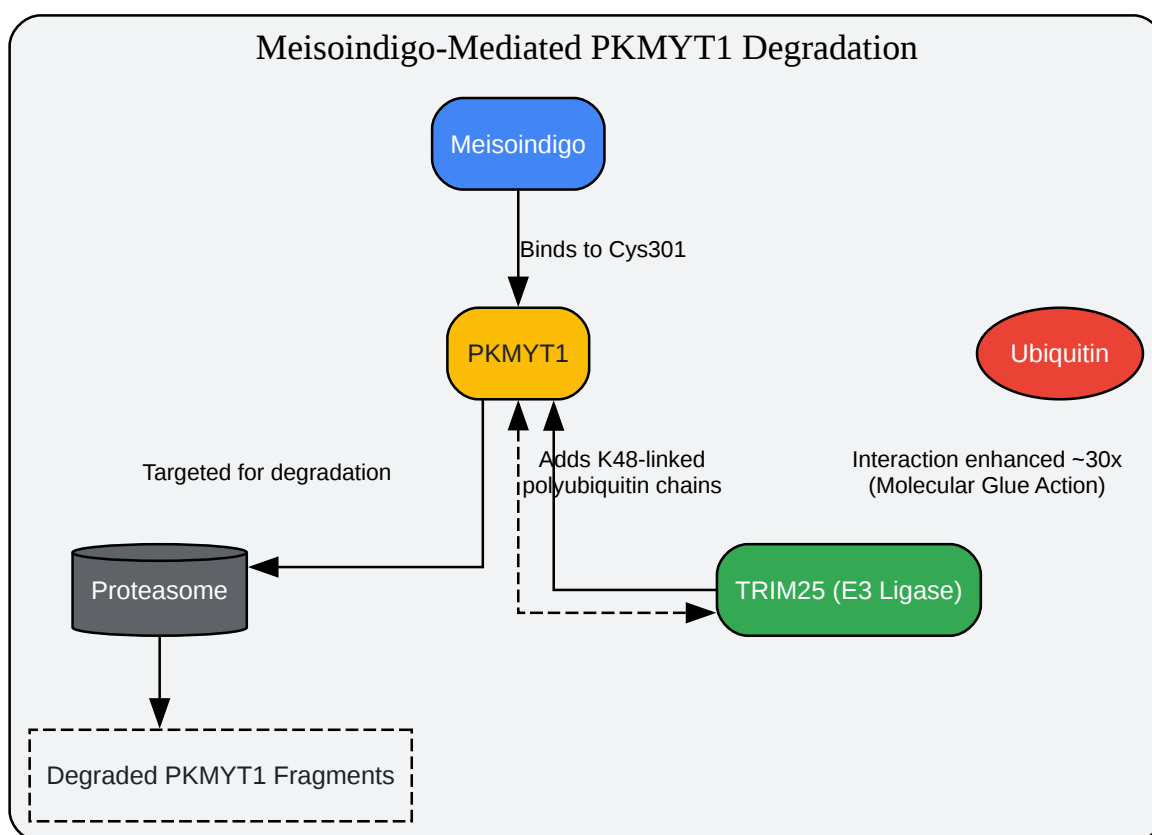 Meisoindigo-Mediated PKMYT1 Degradation
Meisoindigo
Binds to Cys301
PKMYT1
Ubiquitin
Targeted for degradation
Adds K48-linked
polyubiquitin chains
Interaction enhanced ~30x
(Molecular Glue Action)
Proteasome
TRIM25 (E3 Ligase)
Degraded PKMYT1 Fragments